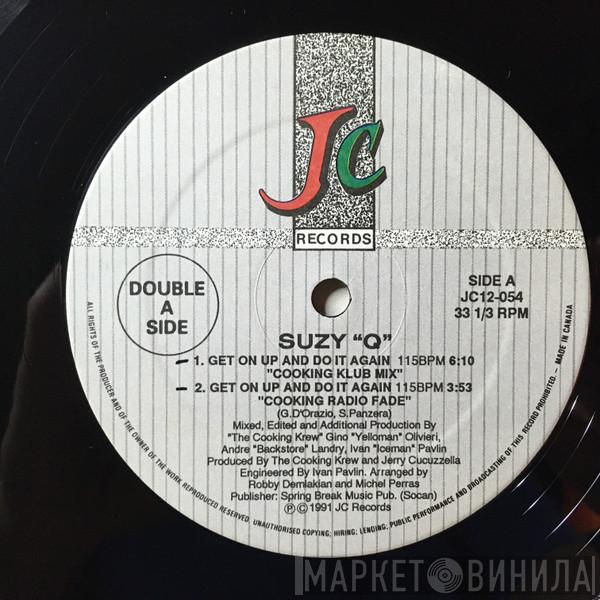 JC
RECORDS
DOUBLE
A
SIDE
SIDE A
JC12-054
33 1/3 RPM
SUZY "Q"
1. GET ON UP AND DO IT AGAIN 115BPM 6:10
"COOKING KLUB MIX"
2. GET ON UP AND DO IT AGAIN 115BPM 3:53
"COOKING RADIO FADE"
(G.D'Orazio, S.Panzera)
Mixed, Edited and Additional Production By
"The Cooking Krew" Gino "Yelloman" Olivieri,
Andre "Backstore" Landry, Ivan "Iceman" Pavlin
Produced By The Cooking Krew and Jerry Cucuzzella
Engineered By Ivan Pavlin. Arranged by
Robby Demlakian and Michel Perras
Publisher: Spring Break Music Pub. (Socan)
Ⓟ©1991 JC Records
ALL RIGHTS OF THE PRODUCER AND OF THE OWNER OF THE WORK REPRODUCED RESERVED. UNAUTHORISED COPYING; HIRING; LENDING; PUBLIC PERFORMANCE AND BROADCASTING OF THIS RECORD PROHIBITED. — MADE IN CANADA
МАРКЕТ ВИНИЛА